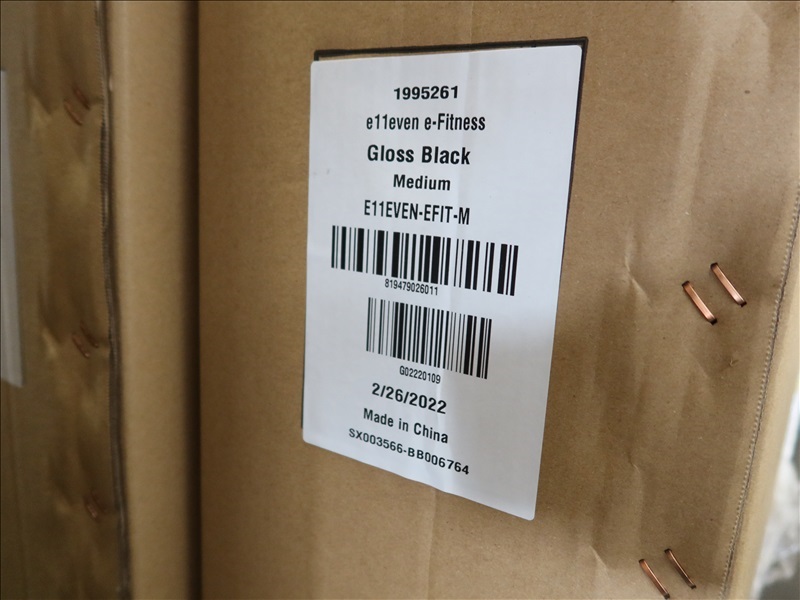 1995261
e11even e-Fitness
Gloss Black
Medium
E11EVEN-EFIT-M
819479026011
G02220109
2/26/2022
Made in China
SX003566-BB006764